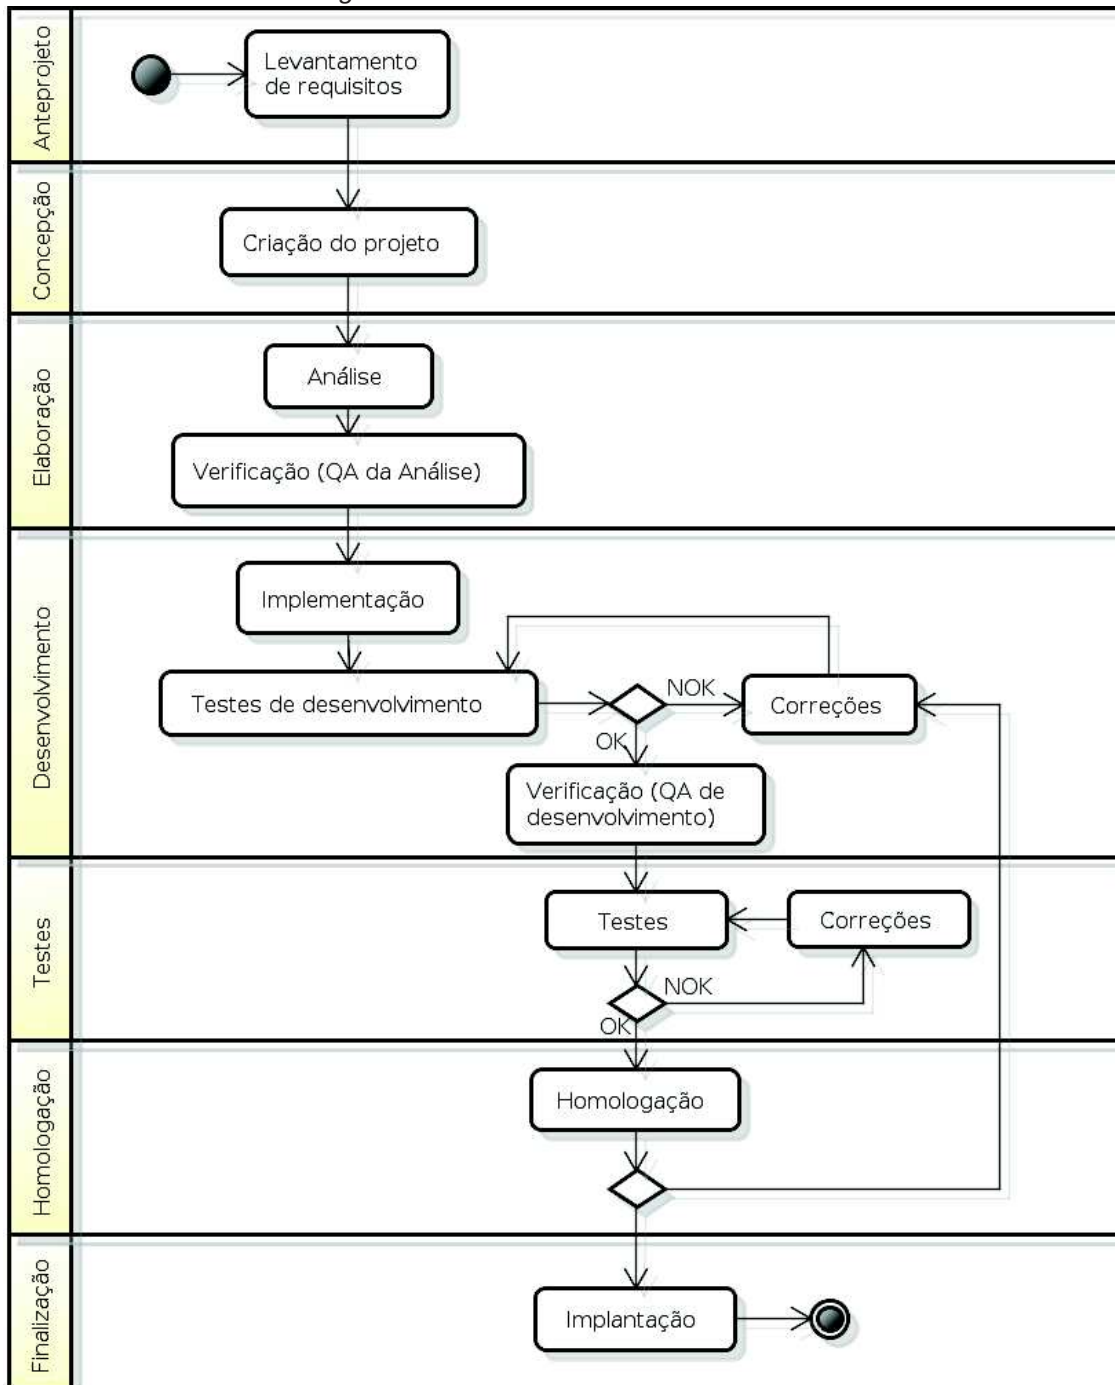 Anteprojeto
Levantamento
de requisitos
Concepção
Criação do projeto
Elaboração
Análise
Verificação (QA da Análise)
Desenvolvimento
Implementação
Testes de desenvolvimento
NOK
Correções
OK
Verificação (QA de
desenvolvimento)
Testes
Testes
Correções
NOK
OK
Homologação
Homologação
Finalização
Implantação